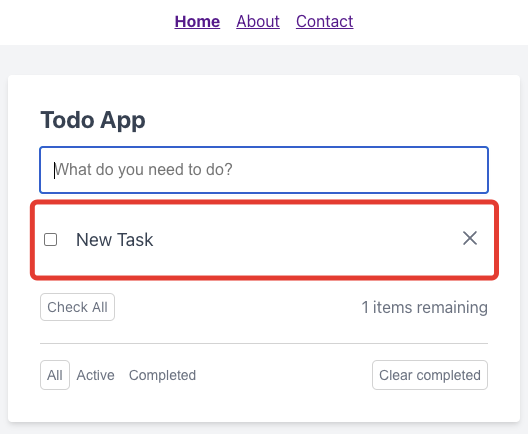 Home About Contact
Todo App
What do you need to do?
New Task
Check All 1 items remaining
All Active Completed Clear completed